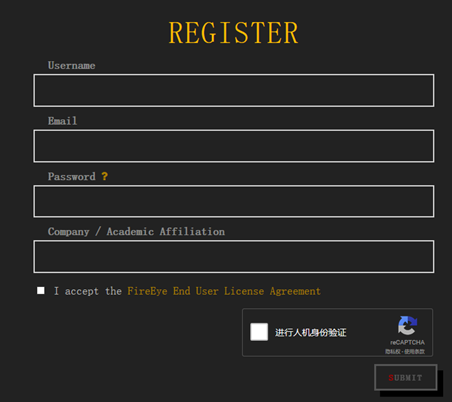 REGISTER
Username
Email
Password ?
Company / Academic Affiliation
I accept the FireEye End User License Agreement
进行人机身份验证
reCAPTCHA
隐私权 - 使用条款
SUBMIT